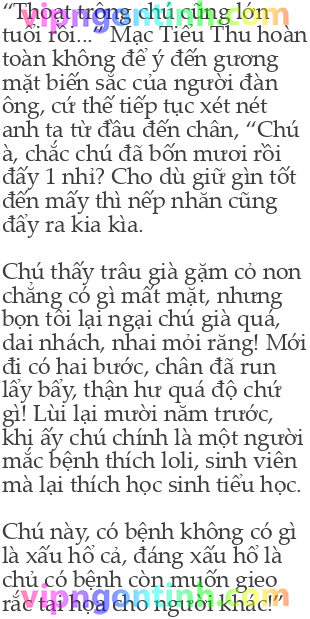 “Thoạt trông chú cũng lớn
tuổi rồi...” Mạc Tiểu Thu hoàn
toàn không để ý đến gương
mặt biến sắc của người đàn
ông, cứ thế tiếp tục xét nét
anh ta từ đầu đến chân, “Chú
à, chắc chú đã bốn mươi rồi
đấy 1 nhỉ? Cho dù giữ gìn tốt
đến mấy thì nếp nhăn cũng
đẩy ra kia kìa.
Chú thấy trâu già gặm cỏ non
chẳng có gì mất mặt, nhưng
bọn tôi lại ngại chú già quá,
dai nhách, nhai mỏi răng! Mới
đi có hai bước, chân đã run
lẩy bẩy, thận hư quá độ chứ
gì! Lùi lại mười năm trước,
khi ấy chú chính là một người
mắc bệnh thích loli, sinh viên
mà lại thích học sinh tiểu học.
Chú này, có bệnh không có gì
là xấu hổ cả, đáng xấu hổ là
chủ có bệnh còn muốn gieo
rắc tai họa cho người khác!”
vipngontinh.com
vipngontinh.com